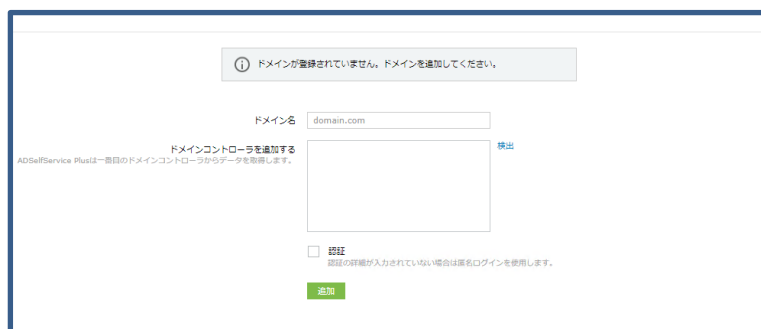 ドメインが登録されていません。ドメインを追加してください。
ドメイン名
domain.com
ドメインコントローラを追加する
検出
ADSelfService Plusは一番目のドメインコントローラからデータを取得します。
認証
認証の詳細が入力されていない場合は匿名ログインを使用します。
追加